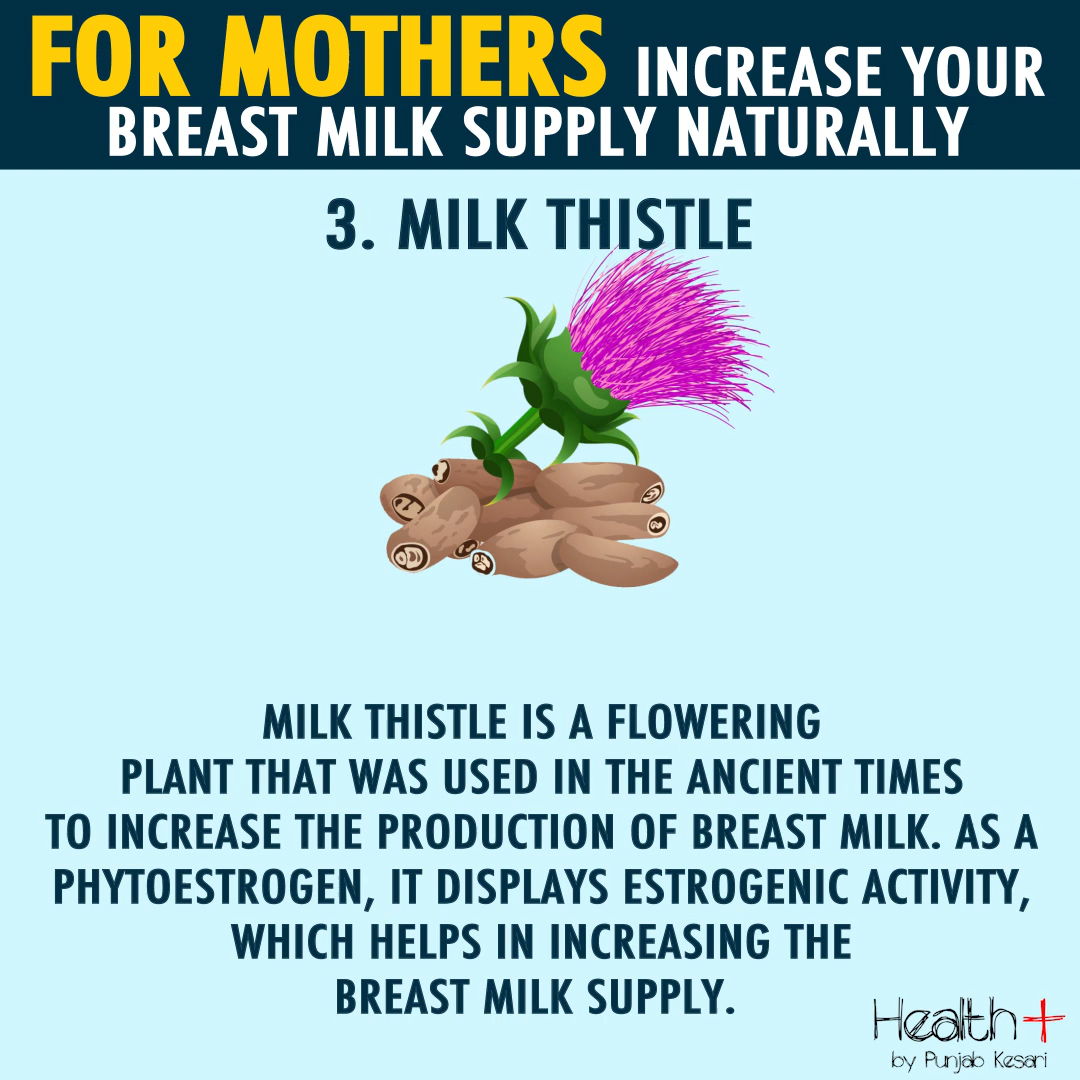 FOR MOTHERS INCREASE YOUR
BREAST MILK SUPPLY NATURALLY
3. MILK THISTLE
MILK THISTLE IS A FLOWERING
PLANT THAT WAS USED IN THE ANCIENT TIMES
TO INCREASE THE PRODUCTION OF BREAST MILK. AS A
PHYTOESTROGEN, IT DISPLAYS ESTROGENIC ACTIVITY,
WHICH HELPS IN INCREASING THE
BREAST MILK SUPPLY.
Health+
by Punjab Kesari